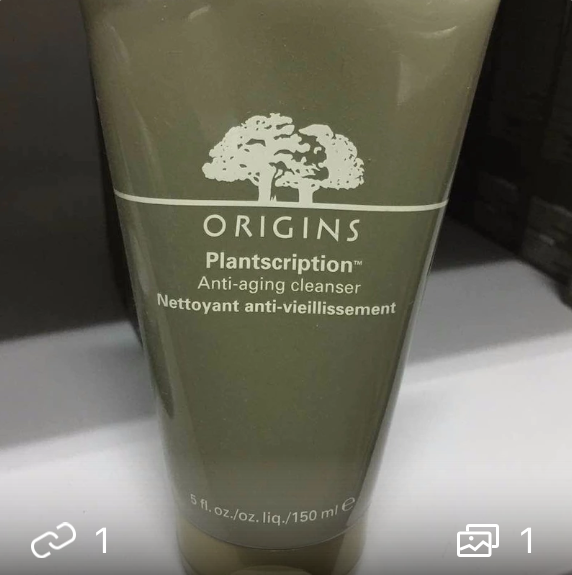 ORIGINS
Plantscription™
Anti-aging cleanser
Nettoyant anti-vieillissement
5 fl. oz./oz. liq./150 ml ℮
1
1